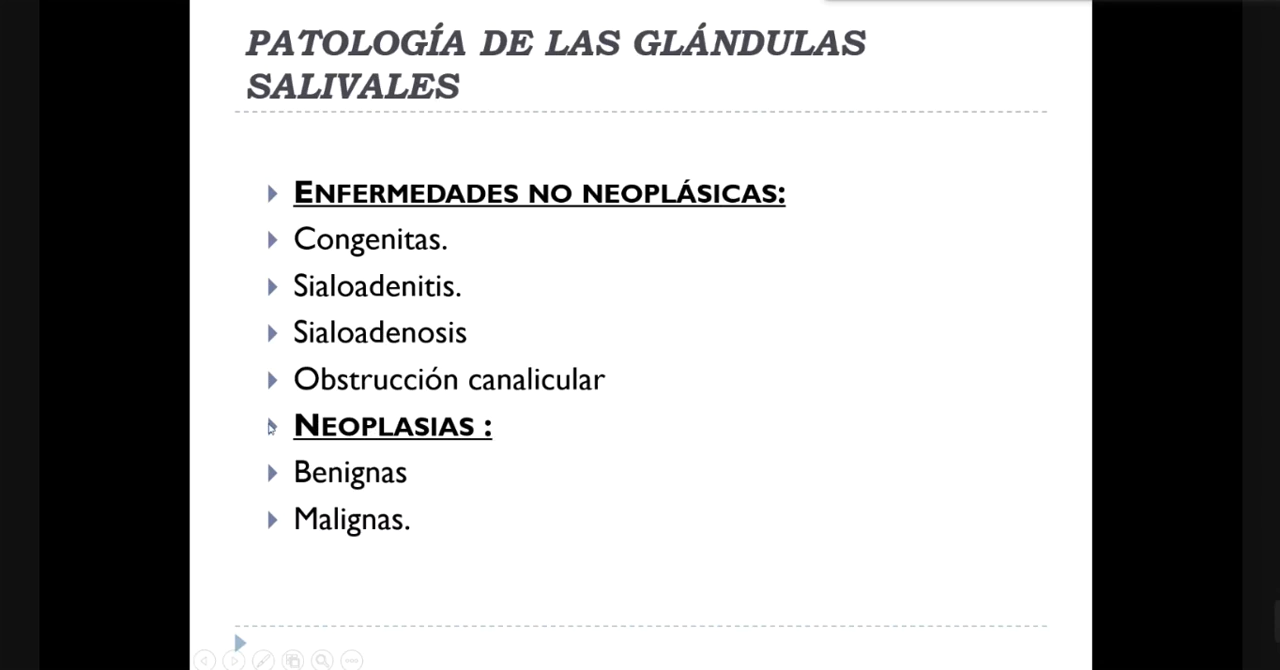 PATOLOGÍA DE LAS GLÁNDULAS
SALIVALES
ENFERMEDADES NO NEOPLÁSICAS:
Congenitas.
Sialoadenitis.
Sialoadenosis
Obstrucción canalicular
NEOPLASIAS :
Benignas
Malignas.